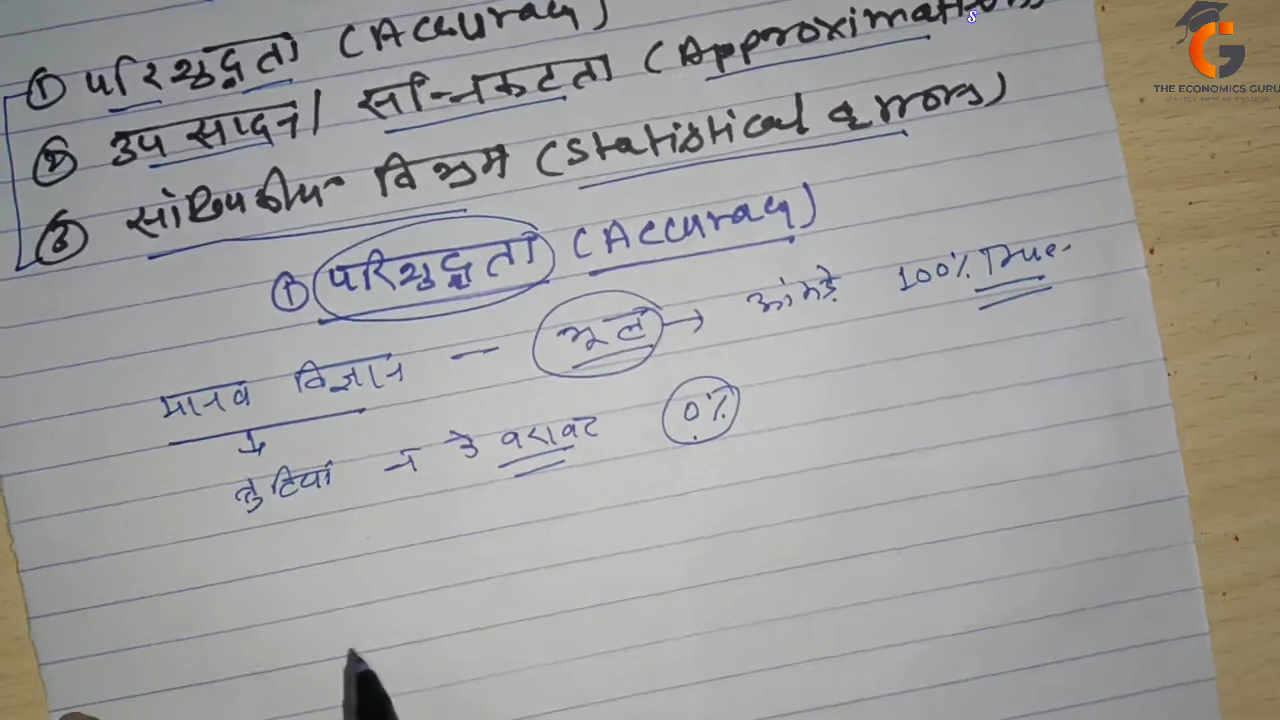 ① परिशुद्धता (Accuracy)
② उप सादन/ सन्निकटता (Approximations
③ सांख्यिकीय विभ्रम (Statistical errors)
① परिशुद्धता (Accuracy)
मानव विज्ञान — भूल → आंकड़े 100% True.
त्रुटियां न के बराबर 0%
G
THE ECONOMICS GURU